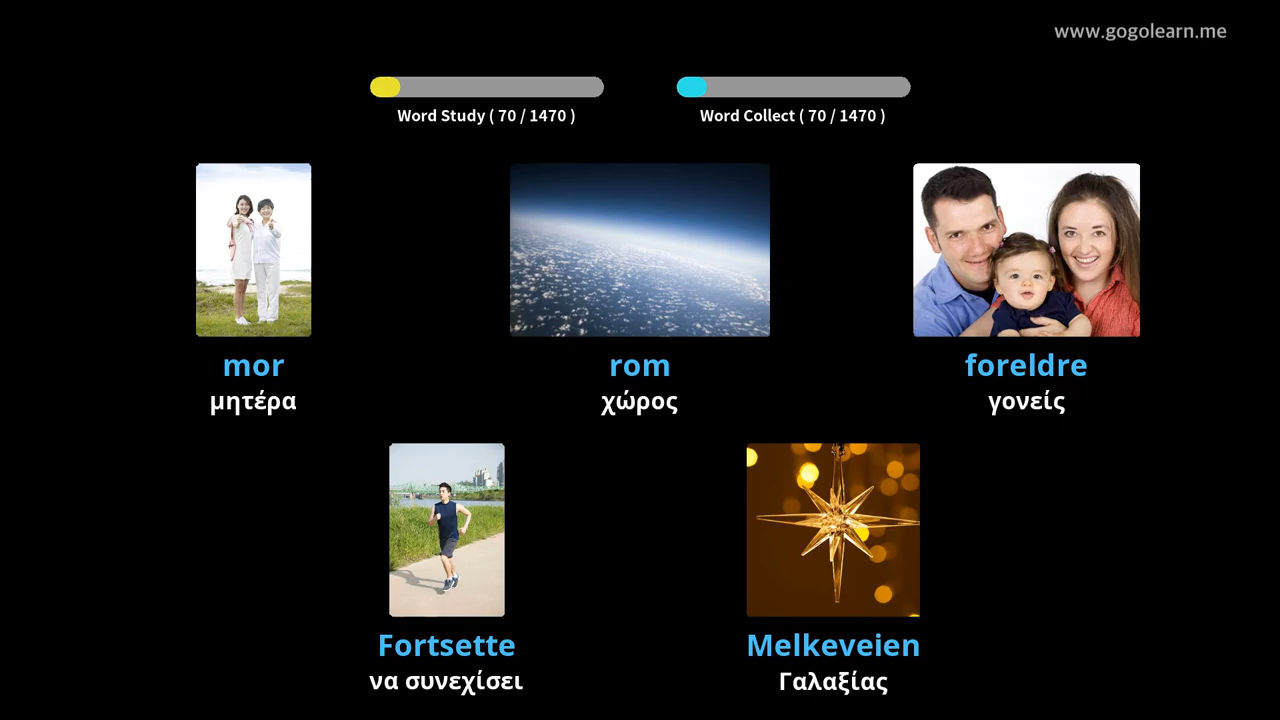 www.gogolearn.me
Word Study ( 70 / 1470 )
Word Collect ( 70 / 1470 )
mor
μητέρα
rom
χώρος
foreldre
γονείς
Fortsette
να συνεχίσει
Melkeveien
Γαλαξίας